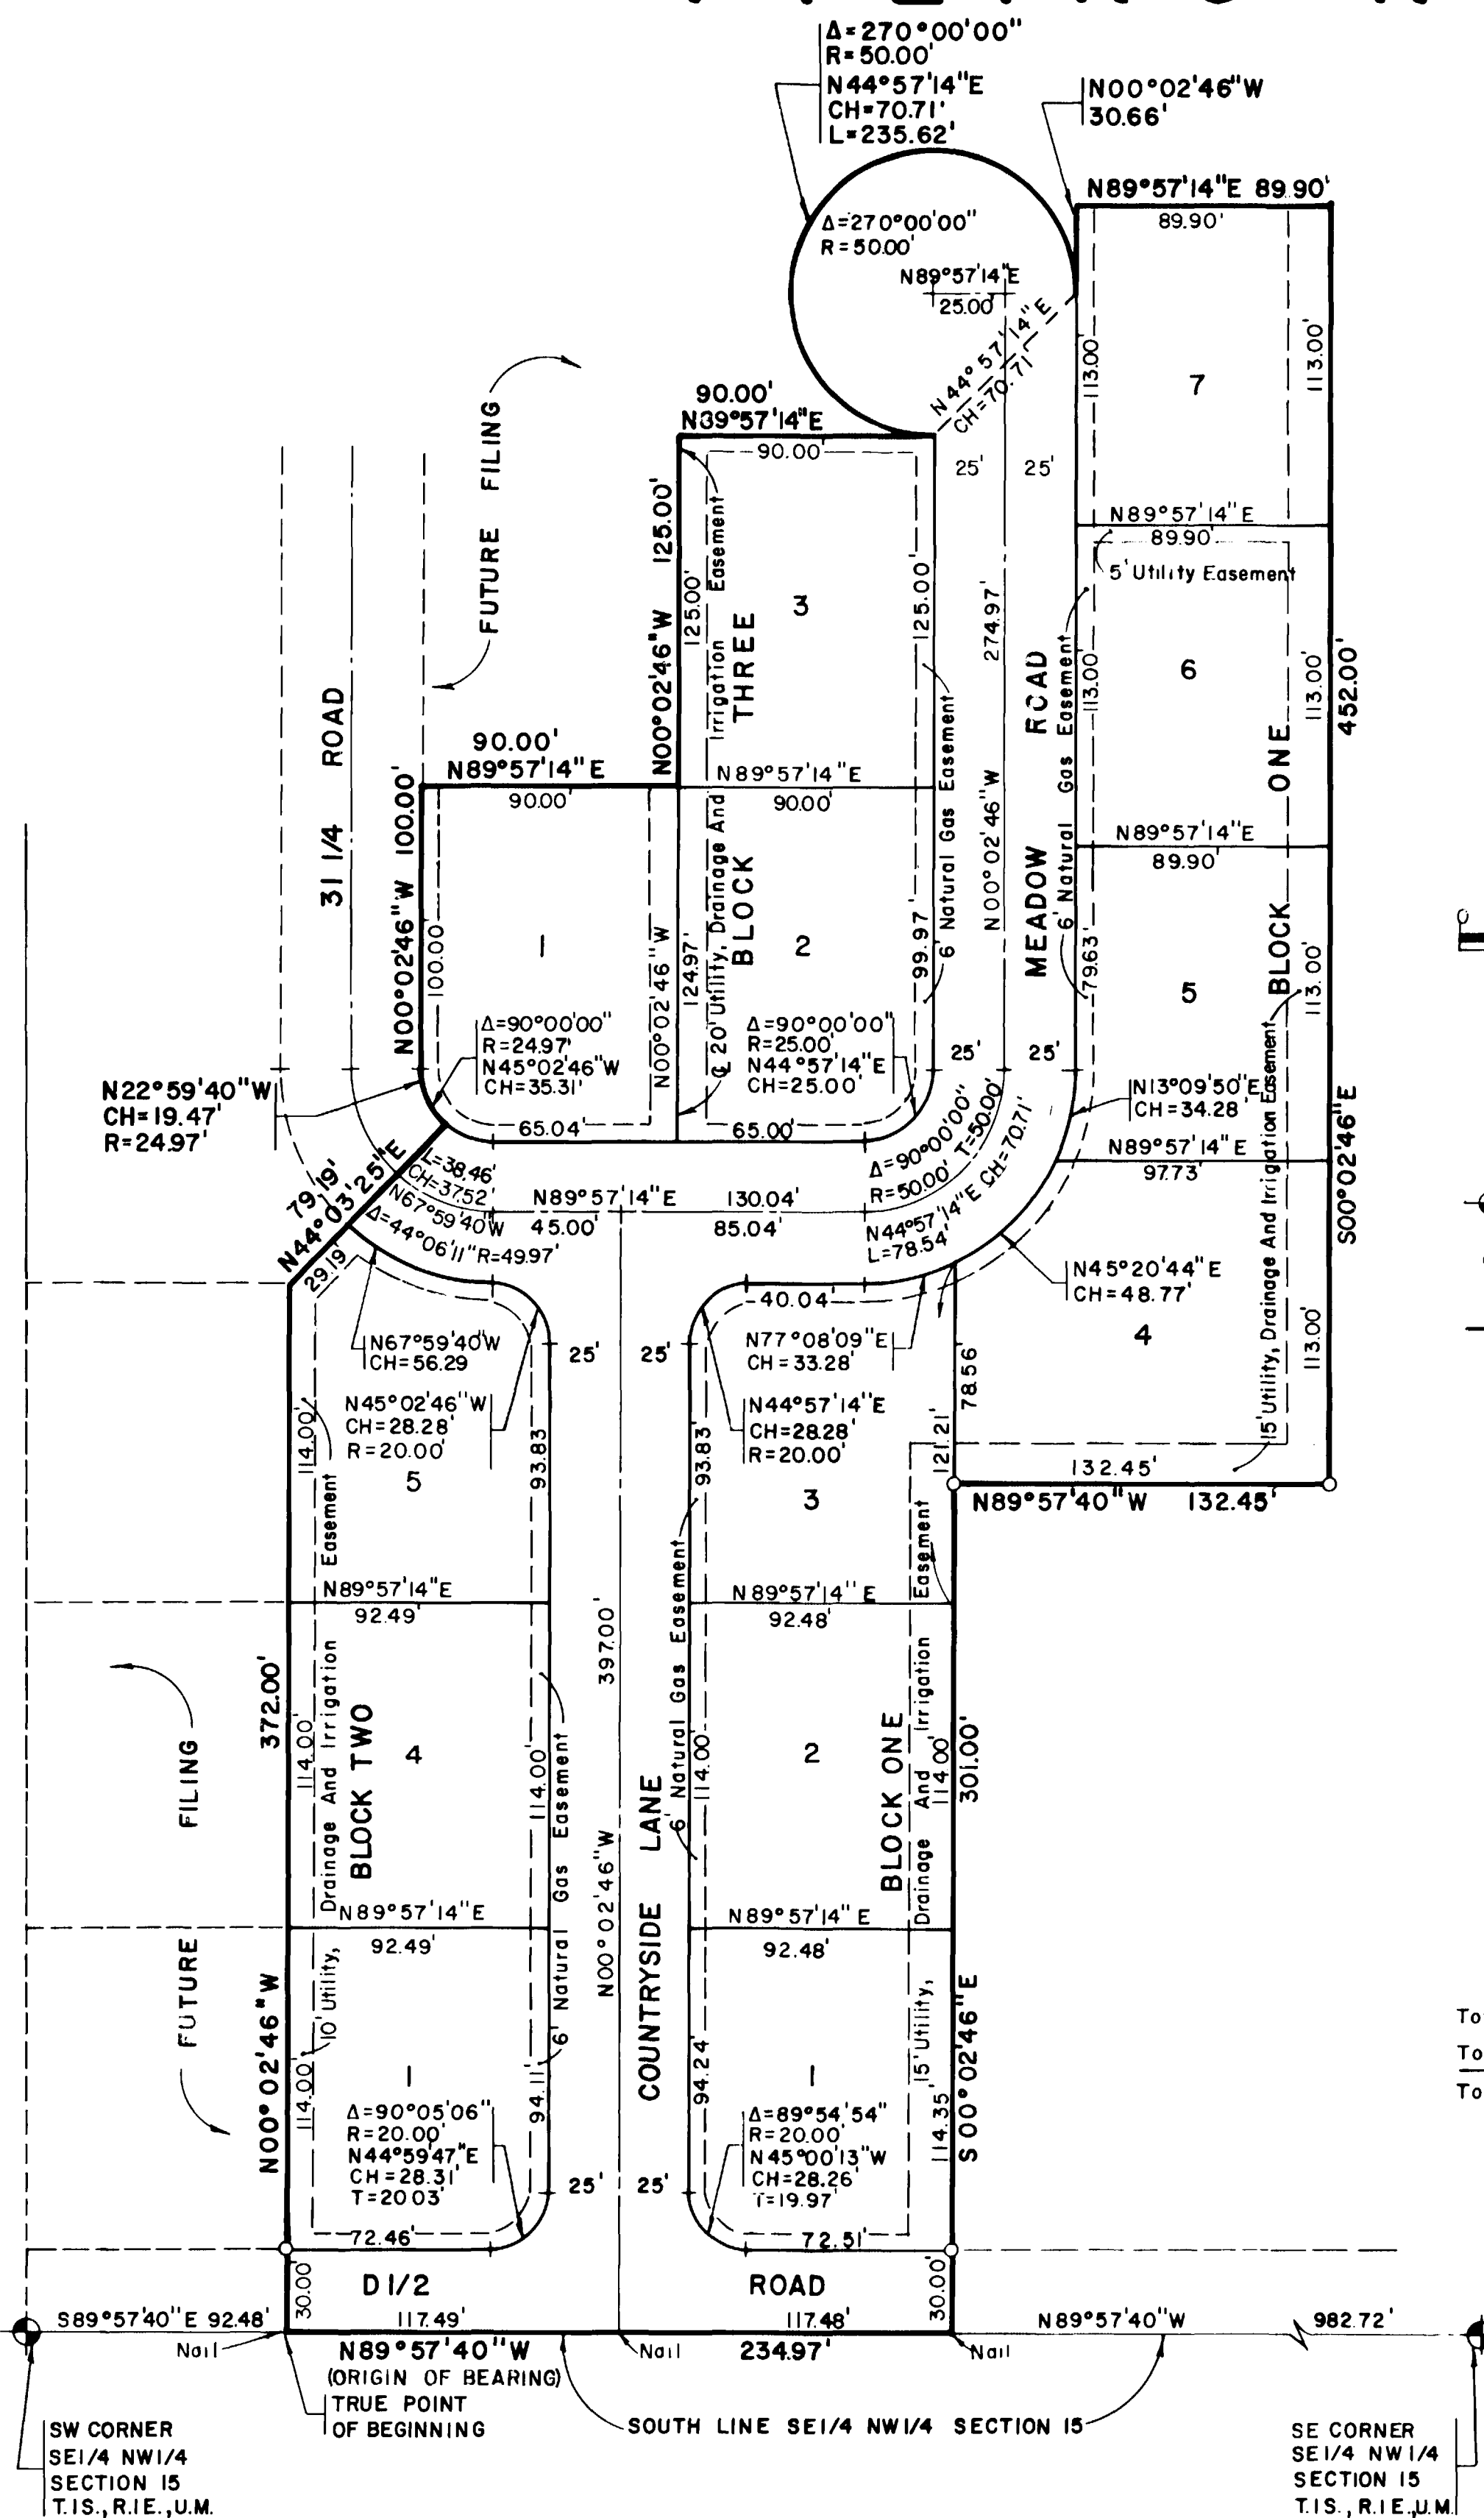 Δ=270°00'00"
R=50.00'
N44°57'14"E
CH=70.71'
L=235.62'
N00°02'46"W
30.66'
N89°57'14"E 89.90'
89.90'
Δ=270°00'00"
R=50.00'
N89°57'14"E
25.00'
N44°57'14"E
CH=70.71'
113.00'
7
113.00'
90.00'
N89°57'14"E
90.00'
25' 25'
FUTURE FILING
N89°57'14"E
89.90'
5' Utility Easement
N00°02'46"W 125.00'
125.00'
3
125.00'
274.97'
N00°02'46"W
MEADOW ROAD
6' Natural Gas Easement
6' Natural Gas Easement
113.00'
6
113.00'
452.00'
S00°02'46"E
BLOCK THREE
℄ 20' Utility, Drainage And Irrigation Easement
31 1/4 ROAD
90.00'
N89°57'14"E
90.00'
N89°57'14"E
90.00'
N89°57'14"E
89.90'
BLOCK ONE
N00°02'46"W 100.00'
100.00
1
N00°02'46"W
124.97'
2
99.97'
79.63'
5
113.00'
Δ=90°00'00"
R=24.97'
N45°02'46"W
CH=35.31'
Δ=90°00'00"
R=25.00'
N44°57'14"E
CH=25.00'
25' 25'
N22°59'40"W
CH=19.47'
R=24.97'
N13°09'50"E
CH=34.28'
65.04'
65.00'
79.19'
N44°03'25"E
29.19'
L=38.46'
CH=37.52'
N67°59'40"W
Δ=44°06'11" R=49.97'
N89°57'14"E 130.04'
45.00' 85.04'
Δ=90°00'00"
R=50.00' T=50.00'
N44°57'14"E CH=70.71'
L=78.54'
N89°57'14"E
97.73'
N45°20'44"E
CH=48.77'
40.04'
4
113.00'
15' Utility, Drainage And Irrigation Easement
N67°59'40"W
CH=56.29
25' 25'
N77°08'09"E
CH=33.28'
78.56'
N45°02'46"W
CH=28.28'
R=20.00'
N44°57'14"E
CH=28.28'
R=20.00'
114.00'
5
93.83'
93.83'
3
121.21'
132.45'
N89°57'40"W 132.45'
N89°57'14"E
92.49'
N89°57'14"E
92.48'
397.00'
N00°02'46"W
COUNTRYSIDE LANE
6' Natural Gas Easement
6' Natural Gas Easement
372.00'
N00°02'46"W
114.00'
10' Utility, Drainage And Irrigation Easement
BLOCK TWO
4
114.00'
114.00'
2
BLOCK ONE
15' Utility, Drainage And Irrigation Easement
114.00'
301.00'
S00°02'46"E
FUTURE FILING
N89°57'14"E
92.49'
N89°57'14"E
92.48'
114.00'
1
94.11'
94.24'
1
114.35'
Δ=90°05'06"
R=20.00'
N44°59'47"E
CH=28.31'
T=20.03'
Δ=89°54'54"
R=20.00'
N45°00'13"W
CH=28.26'
T=19.97'
25' 25'
To
To
To
72.46'
72.51'
30.00'
D 1/2 ROAD
30.00'
S89°57'40"E 92.48'
117.49'
117.48'
N89°57'40"W
982.72'
Nail
N89°57'40"W
Nail
234.97'
Nail
(ORIGIN OF BEARING)
TRUE POINT
OF BEGINNING
SOUTH LINE SE1/4 NW1/4 SECTION 15
SW CORNER
SE1/4 NW1/4
SECTION 15
T.1S., R.1E., U.M.
SE CORNER
SE1/4 NW1/4
SECTION 15
T.1S., R.1E., U.M.